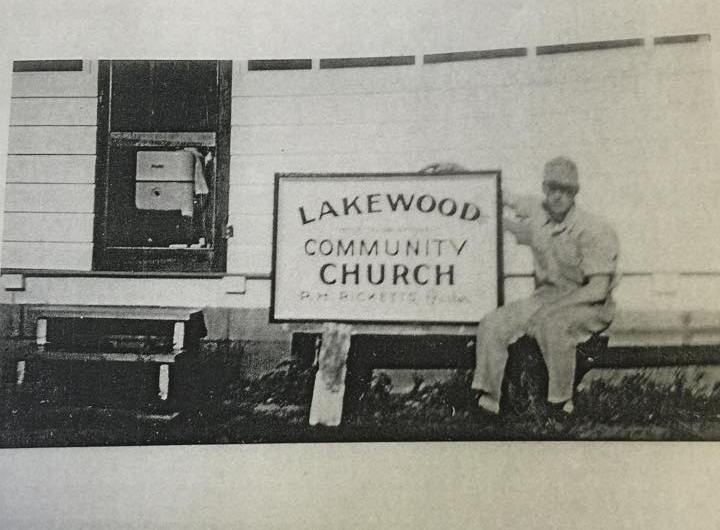 LAKEWOOD
COMMUNITY
CHURCH
R.H. RICKETTS,